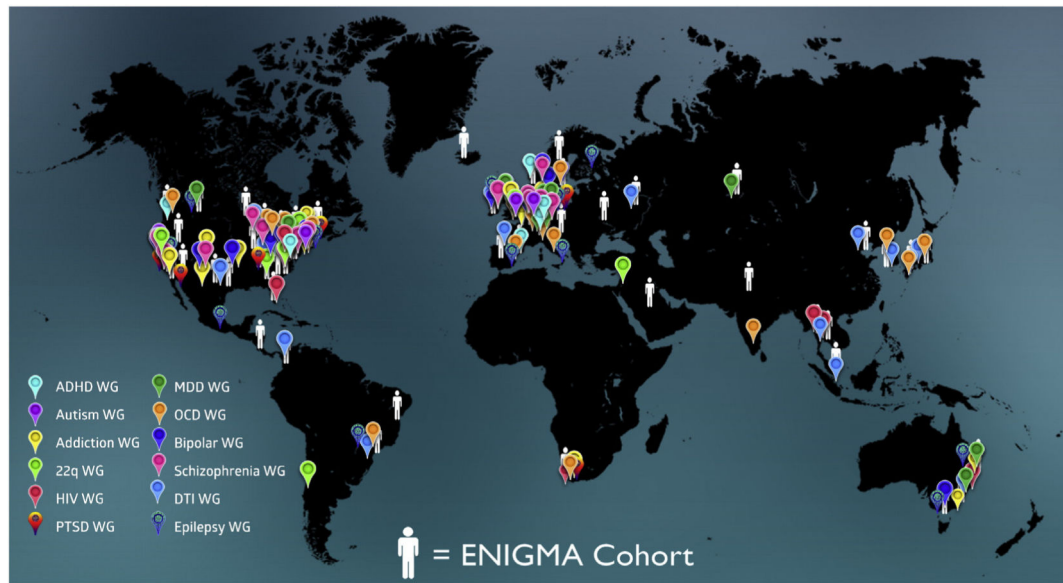 ADHD WG
MDD WG
Autism WG
OCD WG
Addiction WG
Bipolar WG
22q WG
Schizophrenia WG
HIV WG
DTI WG
PTSD WG
Epilepsy WG
= ENIGMA Cohort